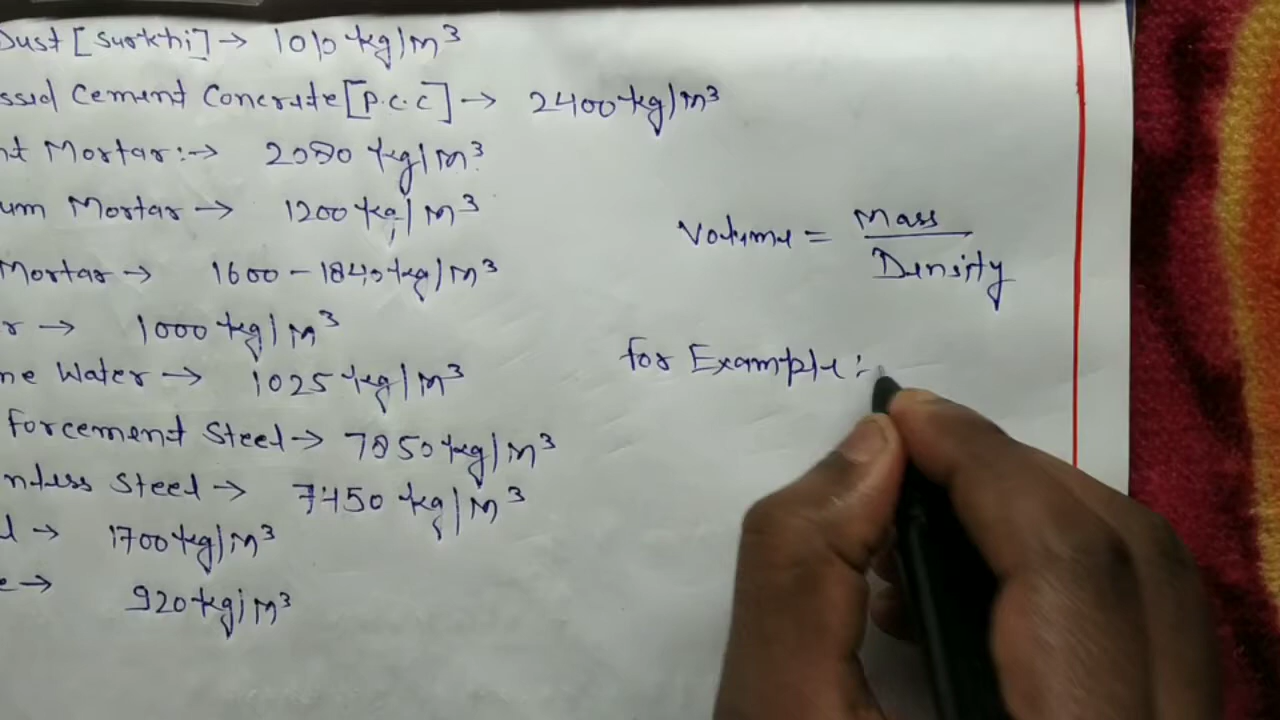 Dust [Surkhi] → 1010 kg/m³
ssed Cement Concrete [P.C.C] → 2400 kg/m³
nt Mortar:→ 2080 kg/m³
um Mortar → 1200 kg/m³
Mortar → 1600 - 1840 kg/m³
r → 1000 kg/m³
ne Water → 1025 kg/m³
forcement Steel → 7850 kg/m³
nless Steel → 7450 kg/m³
l → 1700 kg/m³
e → 920 kg/m³
Volume = Mass
Density
for Example :-